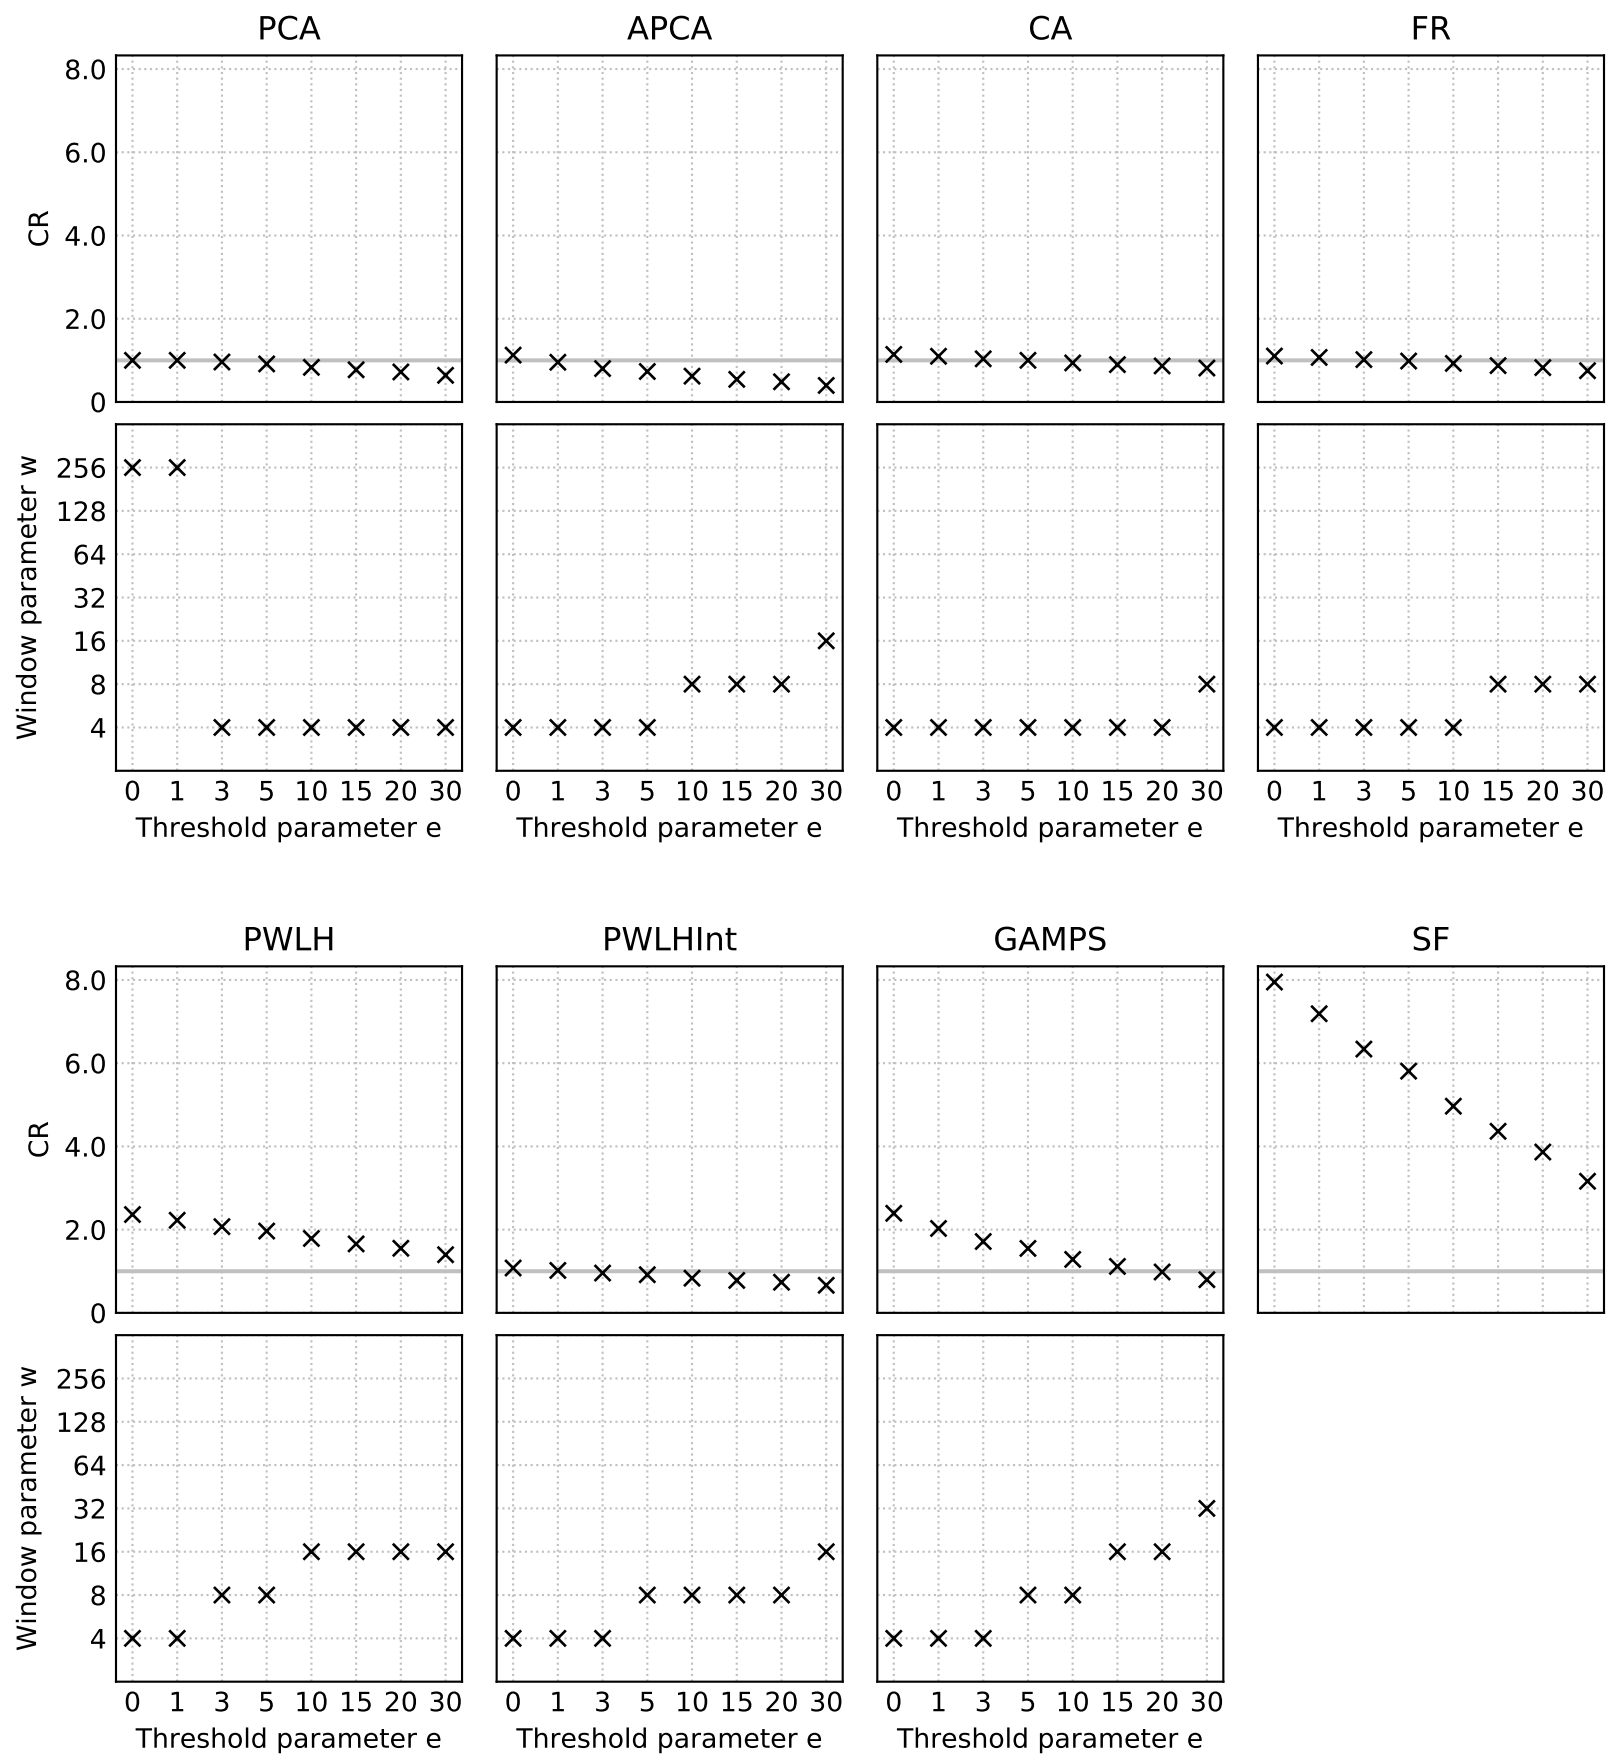 PCA APCA CA FR
8.0
6.0
4.0
2.0
0
CR
256
128
64
32
16
8
4
Window parameter w
0 1 3 5 10 15 20 30 0 1 3 5 10 15 20 30 0 1 3 5 10 15 20 30 0 1 3 5 10 15 20 30
Threshold parameter e Threshold parameter e Threshold parameter e Threshold parameter e
PWLH PWLHInt GAMPS SF
8.0
6.0
4.0
2.0
0
CR
256
128
64
32
16
8
4
Window parameter w
0 1 3 5 10 15 20 30 0 1 3 5 10 15 20 30 0 1 3 5 10 15 20 30
Threshold parameter e Threshold parameter e Threshold parameter e